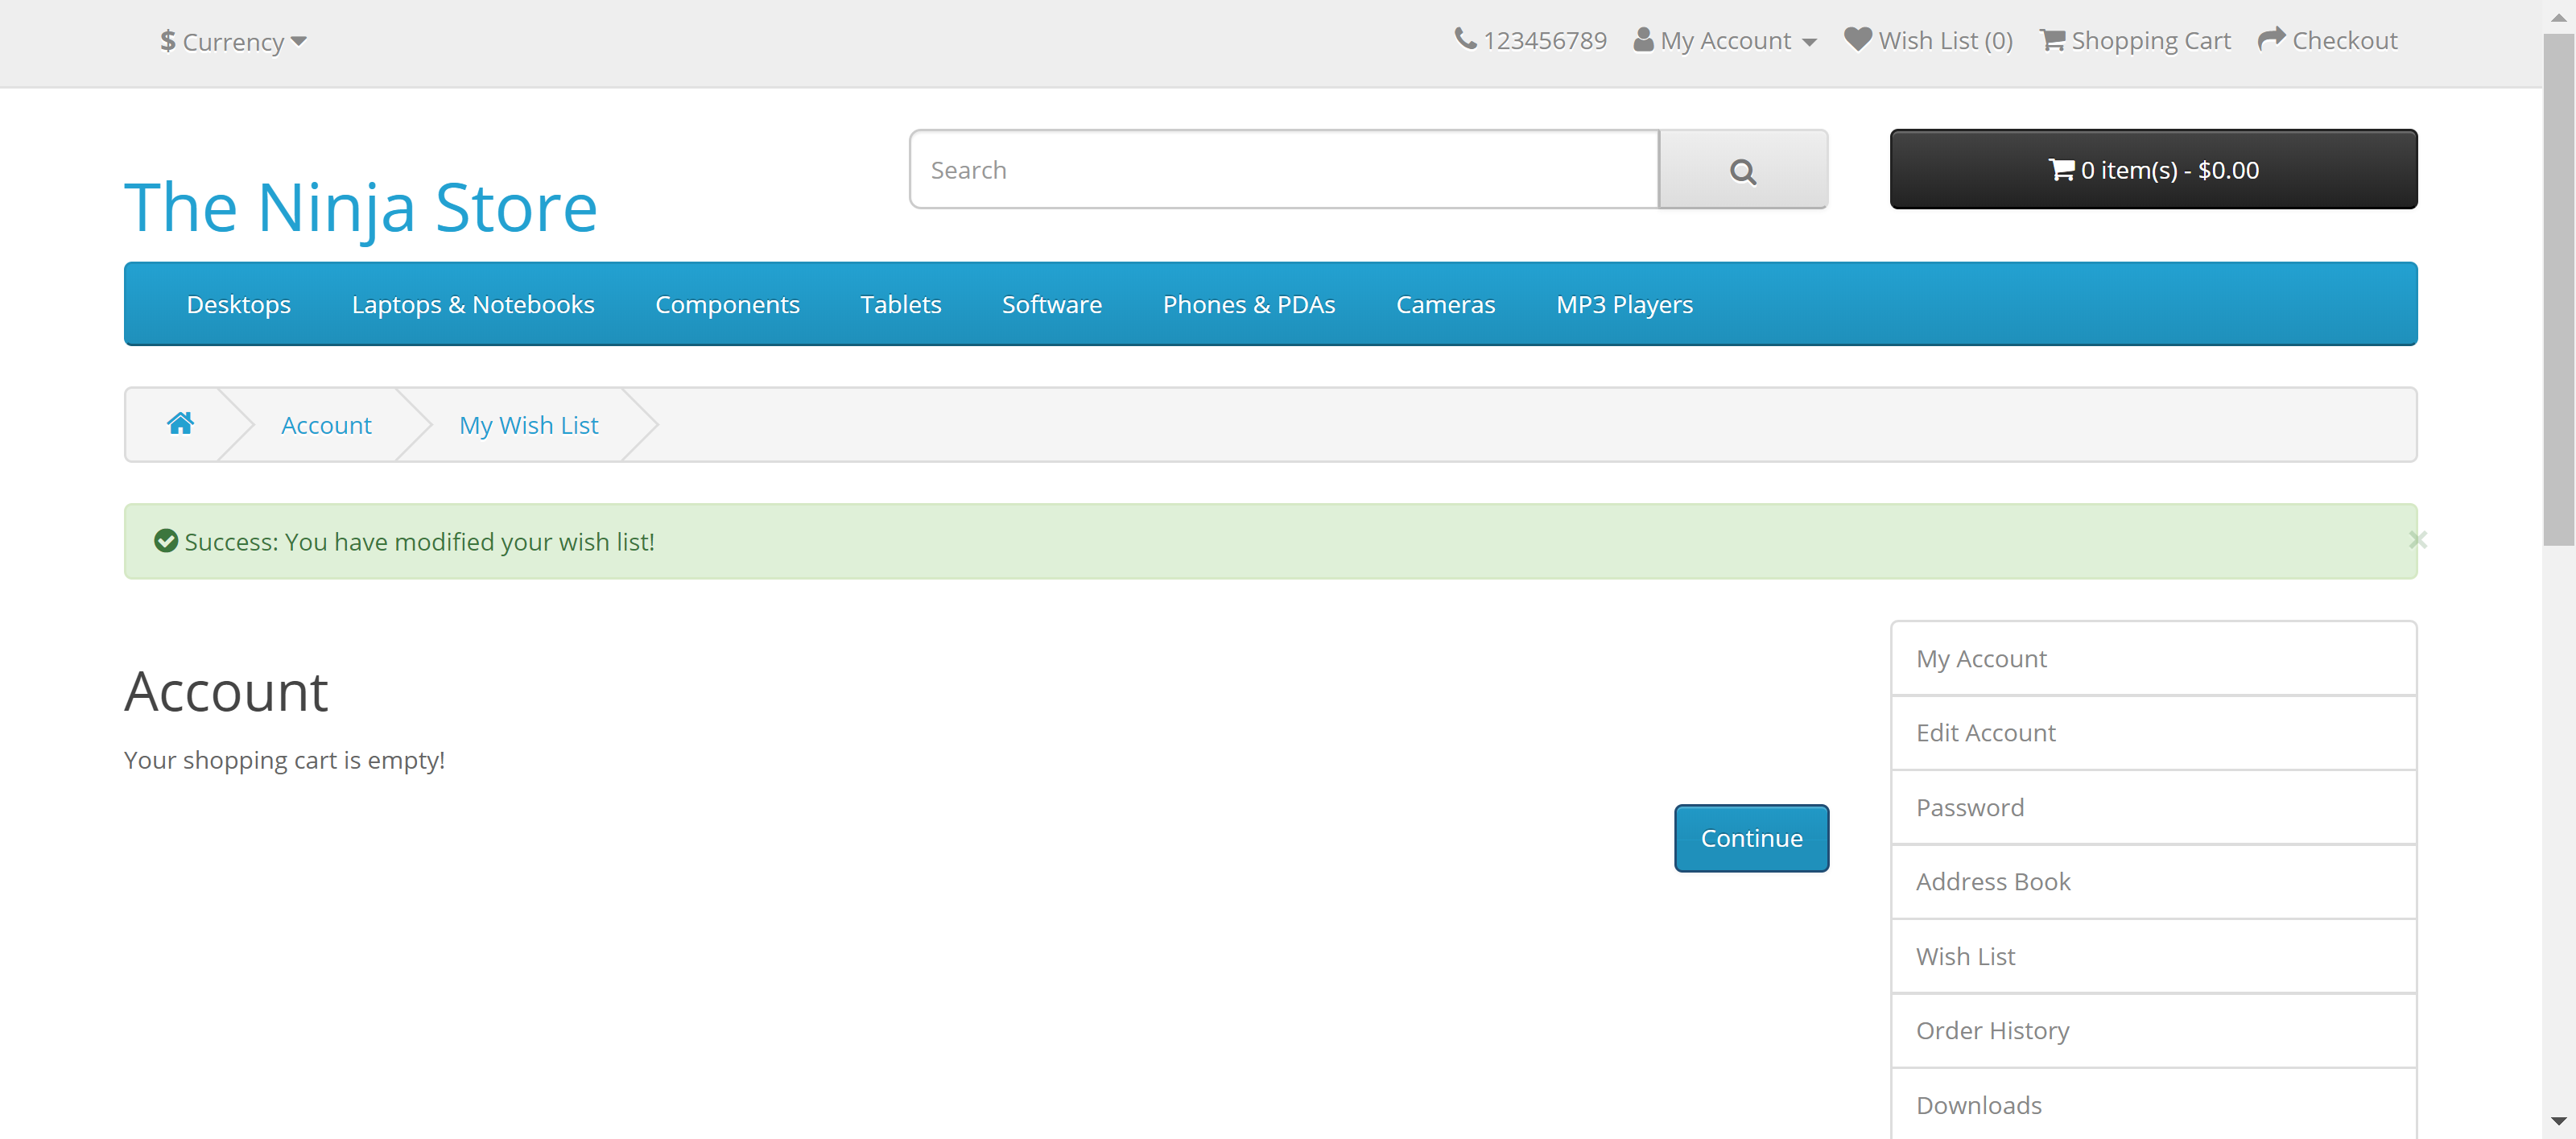 $ Currency
123456789 My Account Wish List (0) Shopping Cart Checkout
The Ninja Store
Search
0 item(s) - $0.00
Desktops Laptops & Notebooks Components Tablets Software Phones & PDAs Cameras MP3 Players
Account My Wish List
Success: You have modified your wish list!
×
Account
Your shopping cart is empty!
Continue
My Account
Edit Account
Password
Address Book
Wish List
Order History
Downloads